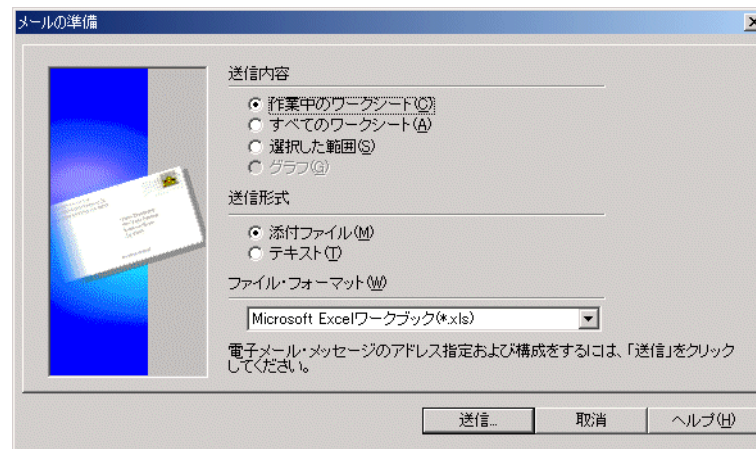 メールの準備
送信内容
作業中のワークシート(C)
すべてのワークシート(A)
選択した範囲(S)
グラフ(G)
送信形式
添付ファイル(M)
テキスト(T)
ファイル・フォーマット(W)
Microsoft Excelワークブック(*.xls)
電子メール・メッセージのアドレス指定および構成をするには、「送信」をクリック
してください。
送信... 取消 ヘルプ(H)